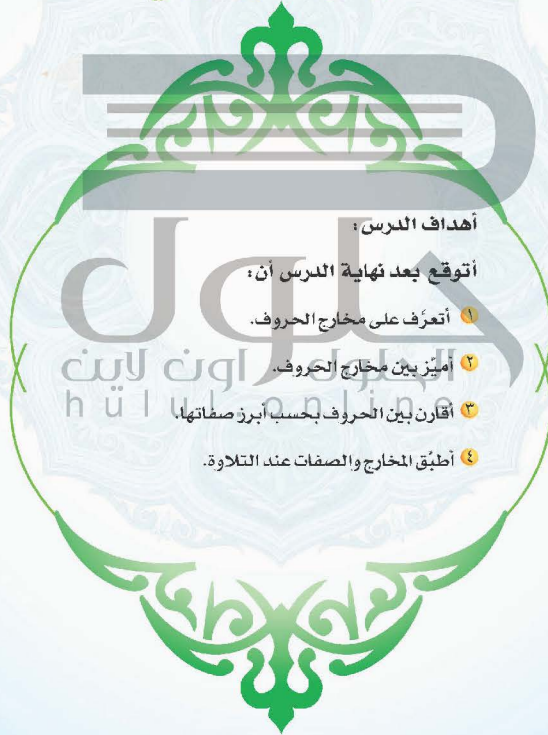 أهداف الدرس:
أتوقع بعد نهاية الدرس أن:
١ أتعرَّف على مخارج الحروف.
٢ أميّز بين مخارج الحروف.
٣ أقارن بين الحروف بحسب أبرز صفاتها.
٤ أطبّق المخارج والصفات عند التلاوة.
حلول
الحلول اون لاين
hulul.online